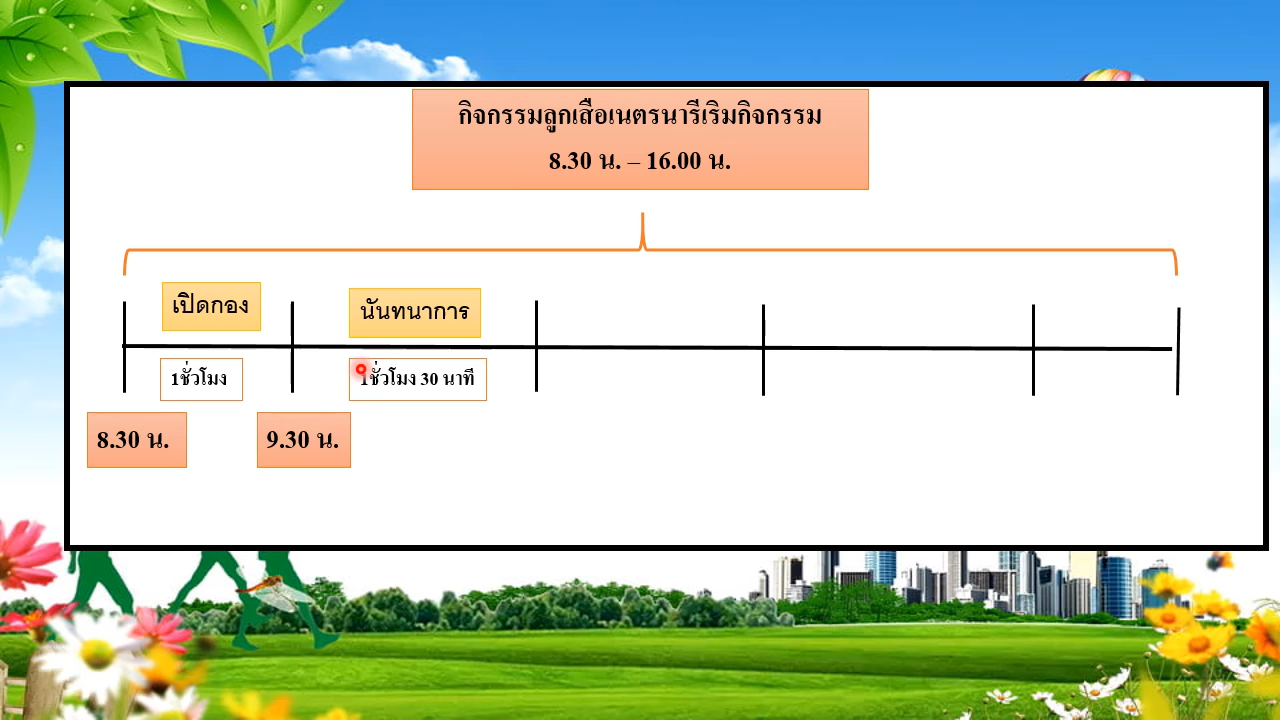 กิจกรรมลูกเสือเนตรนารีเริมกิจกรรม
8.30 น. – 16.00 น.
เปิดกอง
นันทนาการ
1ชั่วโมง
1ชั่วโมง 30 นาที
8.30 น.
9.30 น.